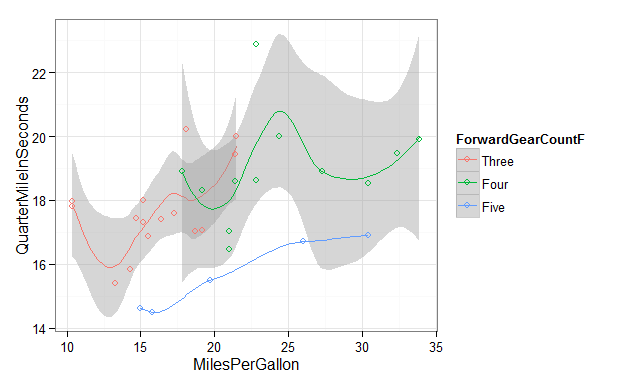 QuarterMileInSeconds
22
20
18
16
14
10 15 20 25 30 35
MilesPerGallon
ForwardGearCountF
Three
Four
Five